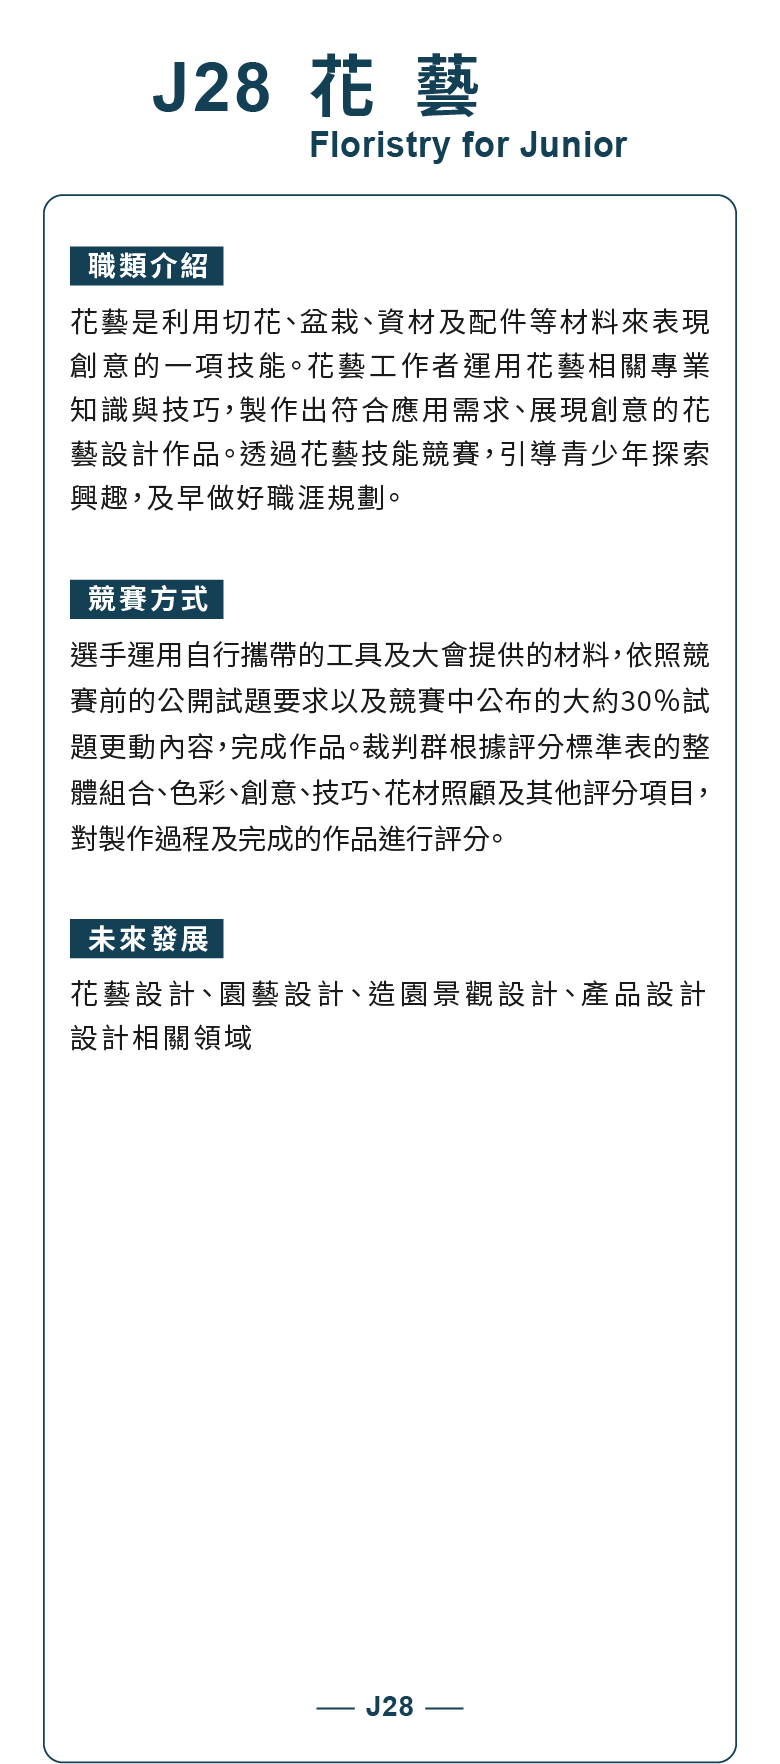 J28 花 藝
Floristry for Junior
職類介紹
花藝是利用切花、盆栽、資材及配件等材料來表現
創意的一項技能。花藝工作者運用花藝相關專業
知識與技巧，製作出符合應用需求、展現創意的花
藝設計作品。透過花藝技能競賽，引導青少年探索
興趣，及早做好職涯規劃。
競賽方式
選手運用自行攜帶的工具及大會提供的材料，依照競
賽前的公開試題要求以及競賽中公布的大約30%試
題更動內容，完成作品。裁判群根據評分標準表的整
體組合、色彩、創意、技巧、花材照顧及其他評分項目，
對製作過程及完成的作品進行評分。
未來發展
花藝設計、園藝設計、造園景觀設計、產品設計
設計相關領域
J28